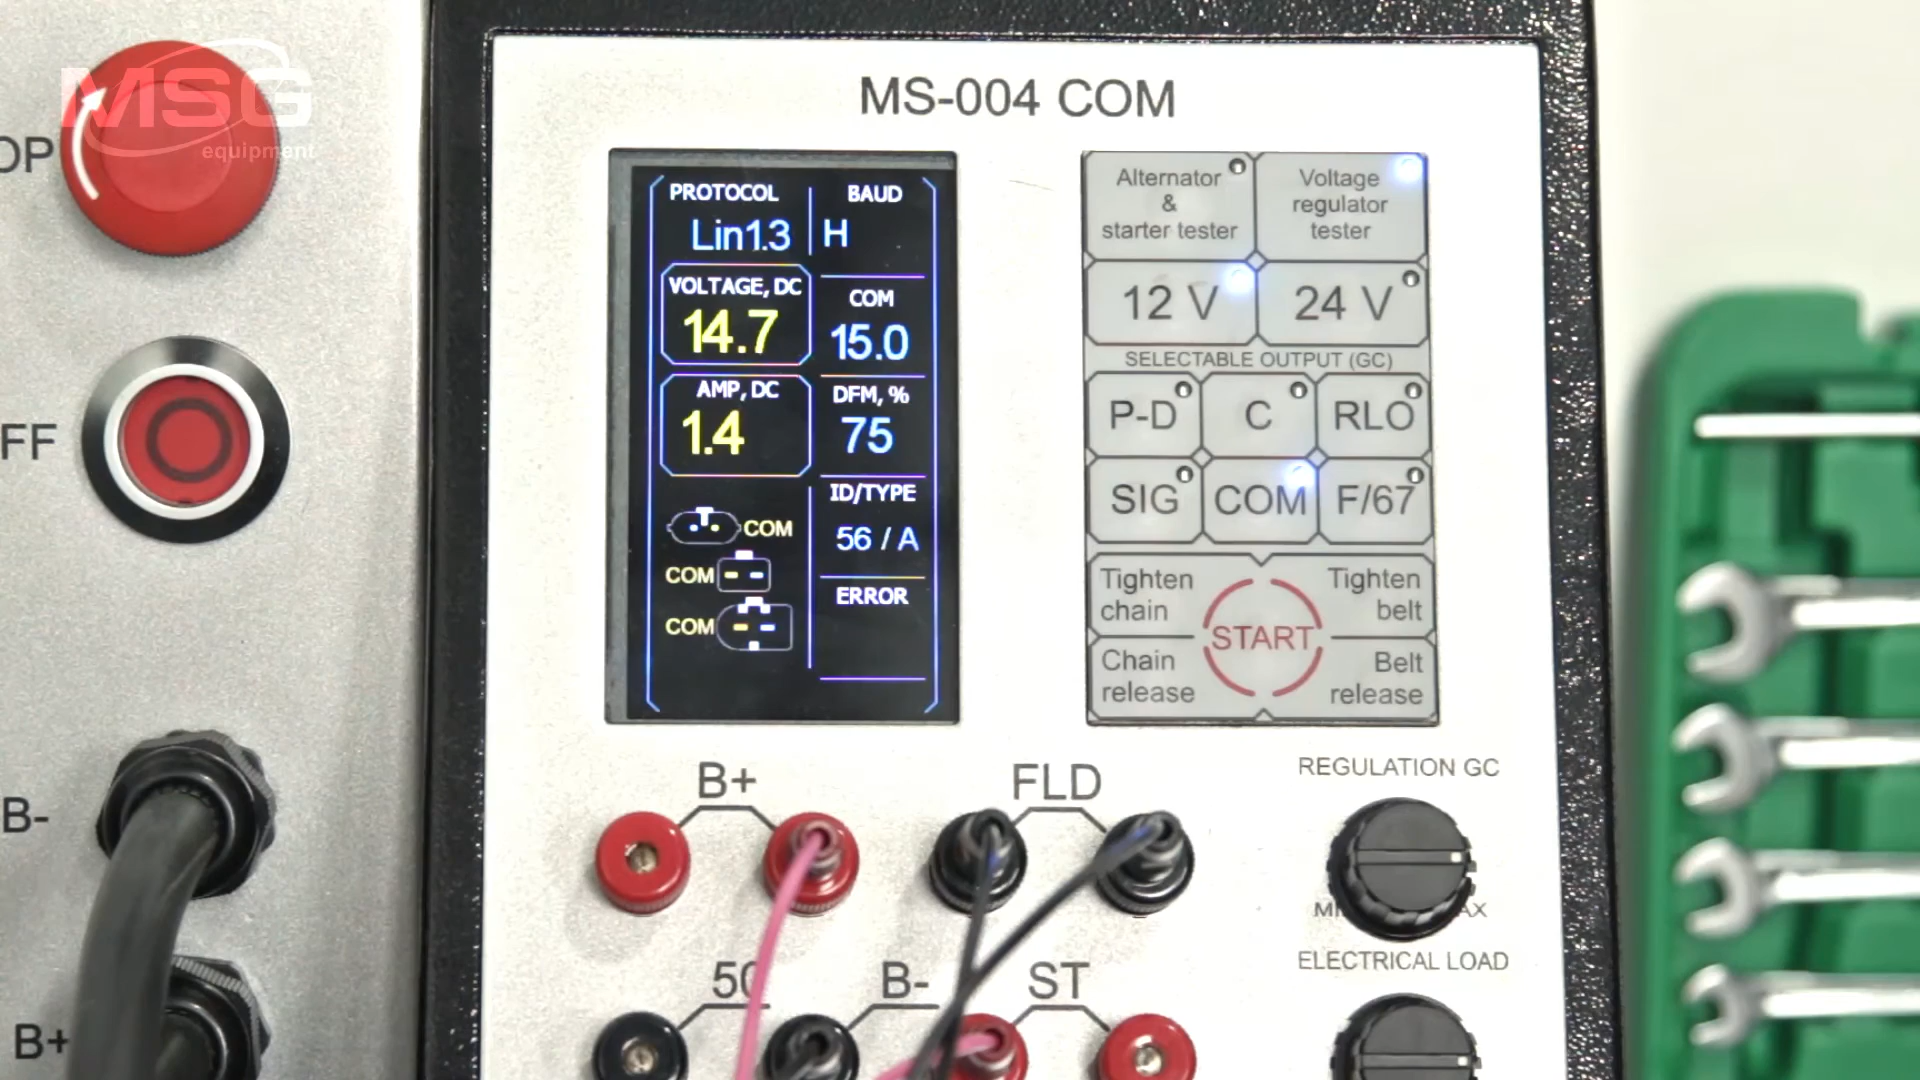 MSG
equipment
OP
FF
B-
B+
MS-004 COM
PROTOCOL
BAUD
Lin1.3
H
VOLTAGE, DC
14.7
COM
15.0
AMP, DC
1.4
DFM, %
75
ID/TYPE
56 / A
COM
COM
COM
ERROR
Alternator
&
starter tester
Voltage
regulator
tester
12 V
24 V
SELECTABLE OUTPUT (GC)
P-D
C
RLO
SIG
COM
F/67
Tighten
chain
Tighten
belt
START
Chain
release
Belt
release
B+
FLD
REGULATION GC
50
B-
ST
ELECTRICAL LOAD